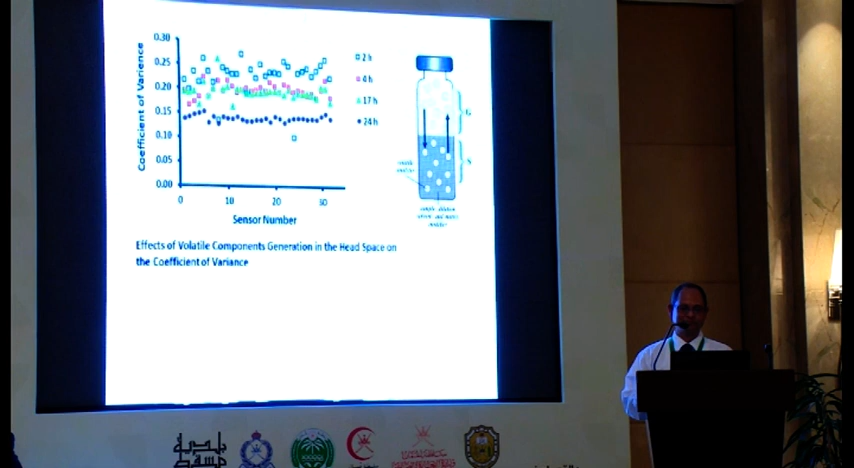 0.30
0.25
0.20
0.15
0.10
0.05
0.00
0
10
20
30
Coefficient of Varience
Sensor Number
2 h
4 h
17 h
24 h
G
S
Effects of Volatile Components Generation in the Head Space on
the Coefficient of Variance
بلدية
مسقط